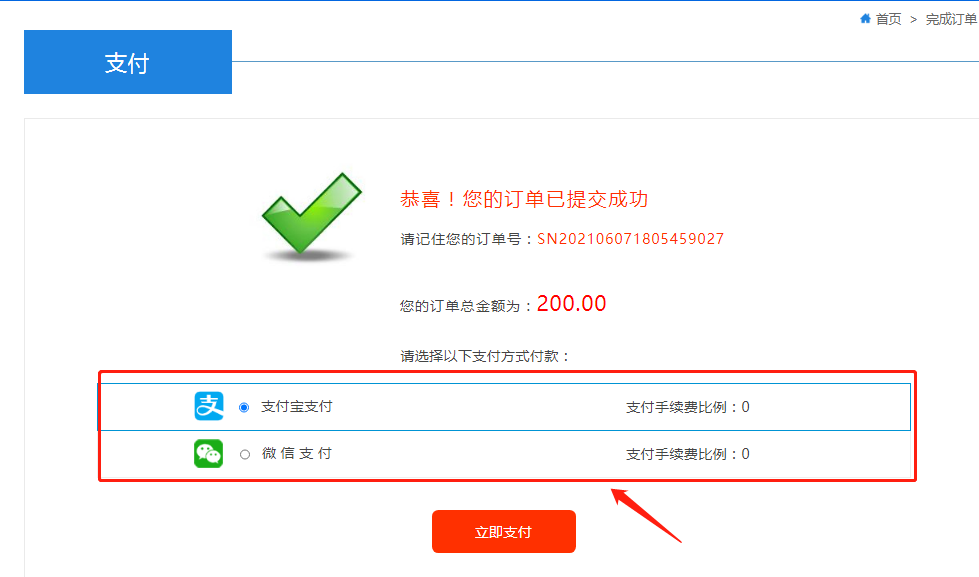 首页 > 完成订单
支付
恭喜！您的订单已提交成功
请记住您的订单号：SN202106071805459027
您的订单总金额为：200.00
请选择以下支付方式付款：
支 支付宝支付 支付手续费比例：0
微 信 支 付 支付手续费比例：0
立即支付